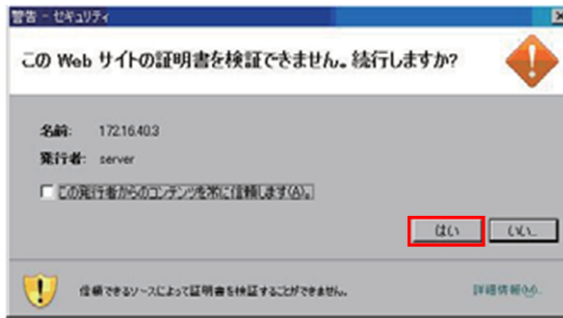 警告 - セキュリティ
この Web サイトの証明書を検証できません。続行しますか?
名前: 172.16.40.3
発行者: server
この発行者からのコンテンツを常に信頼します(A)。
はい いいえ
信頼できるソースによって証明書を検証することができません。 詳細情報(M)...